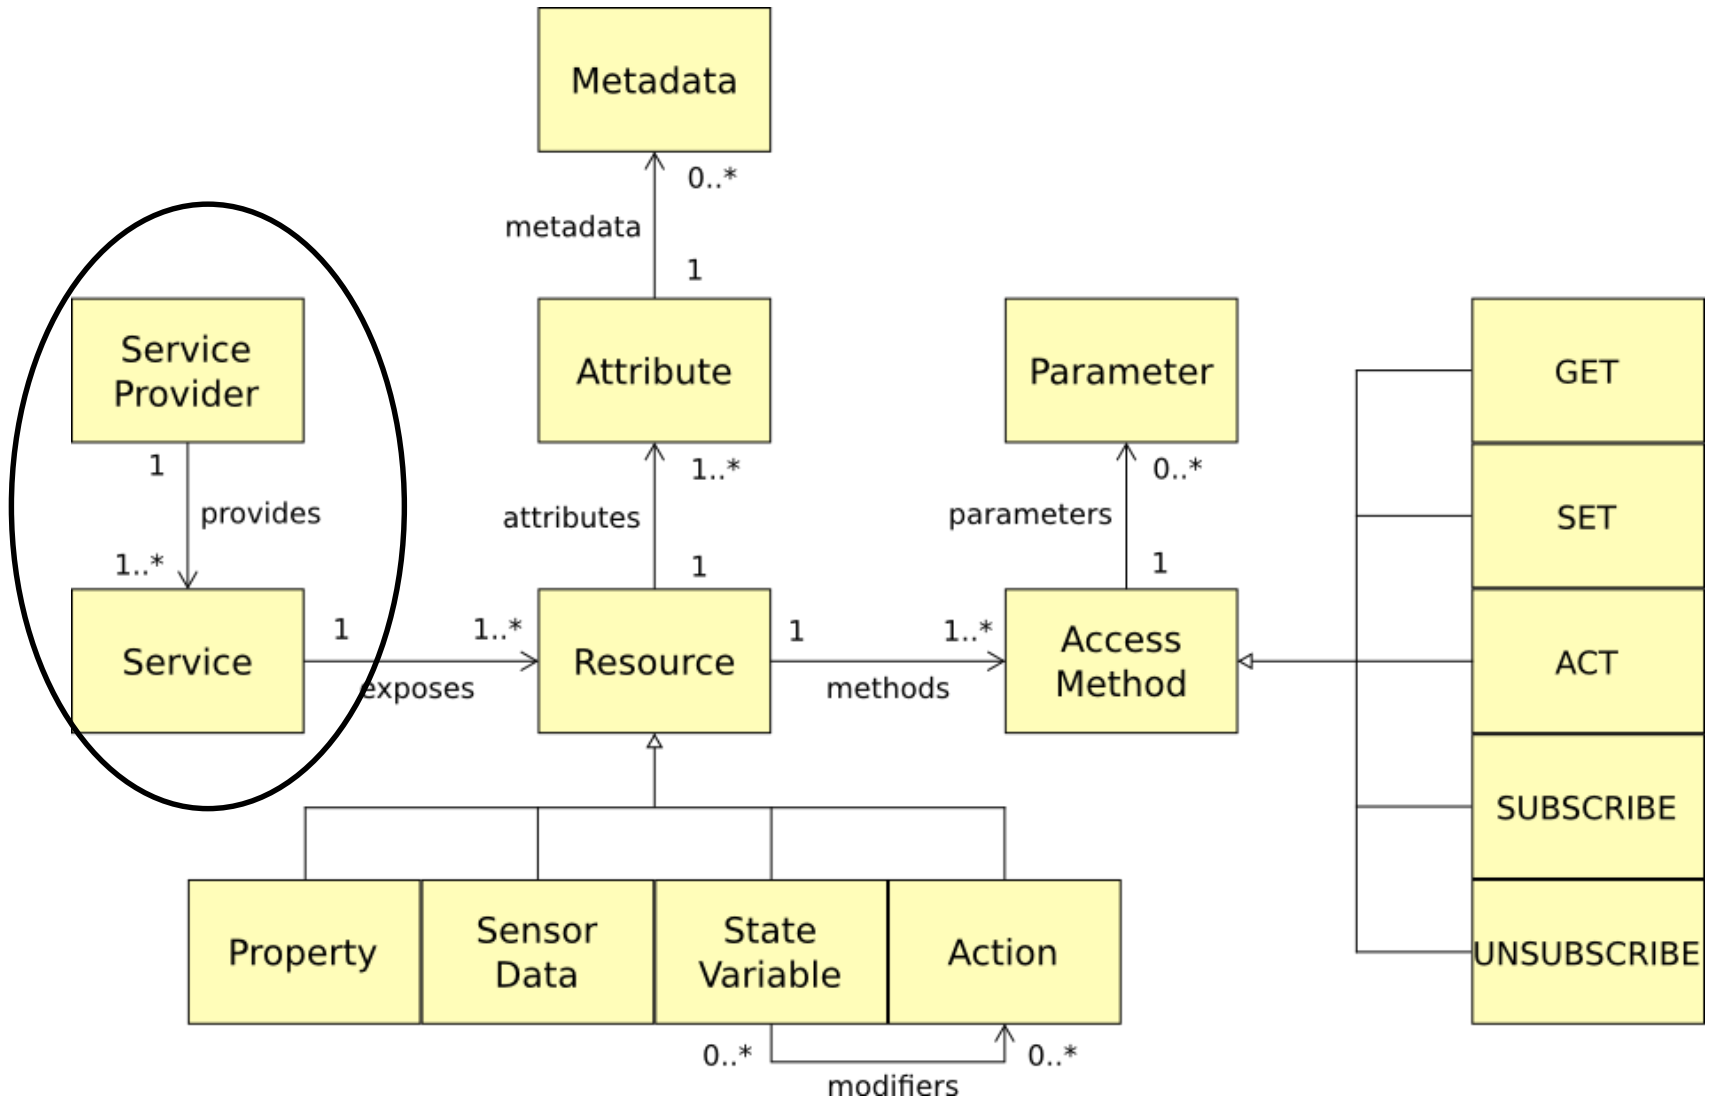 Metadata
0..*
metadata
1
Service
Provider
Attribute
Parameter
GET
1
provides
1..*
1..*
attributes
1
0..*
parameters
1
SET
Service
1
1..*
exposes
Resource
1
1..*
methods
Access
Method
ACT
SUBSCRIBE
Property
Sensor
Data
State
Variable
Action
UNSUBSCRIBE
0..*
0..*
modifiers